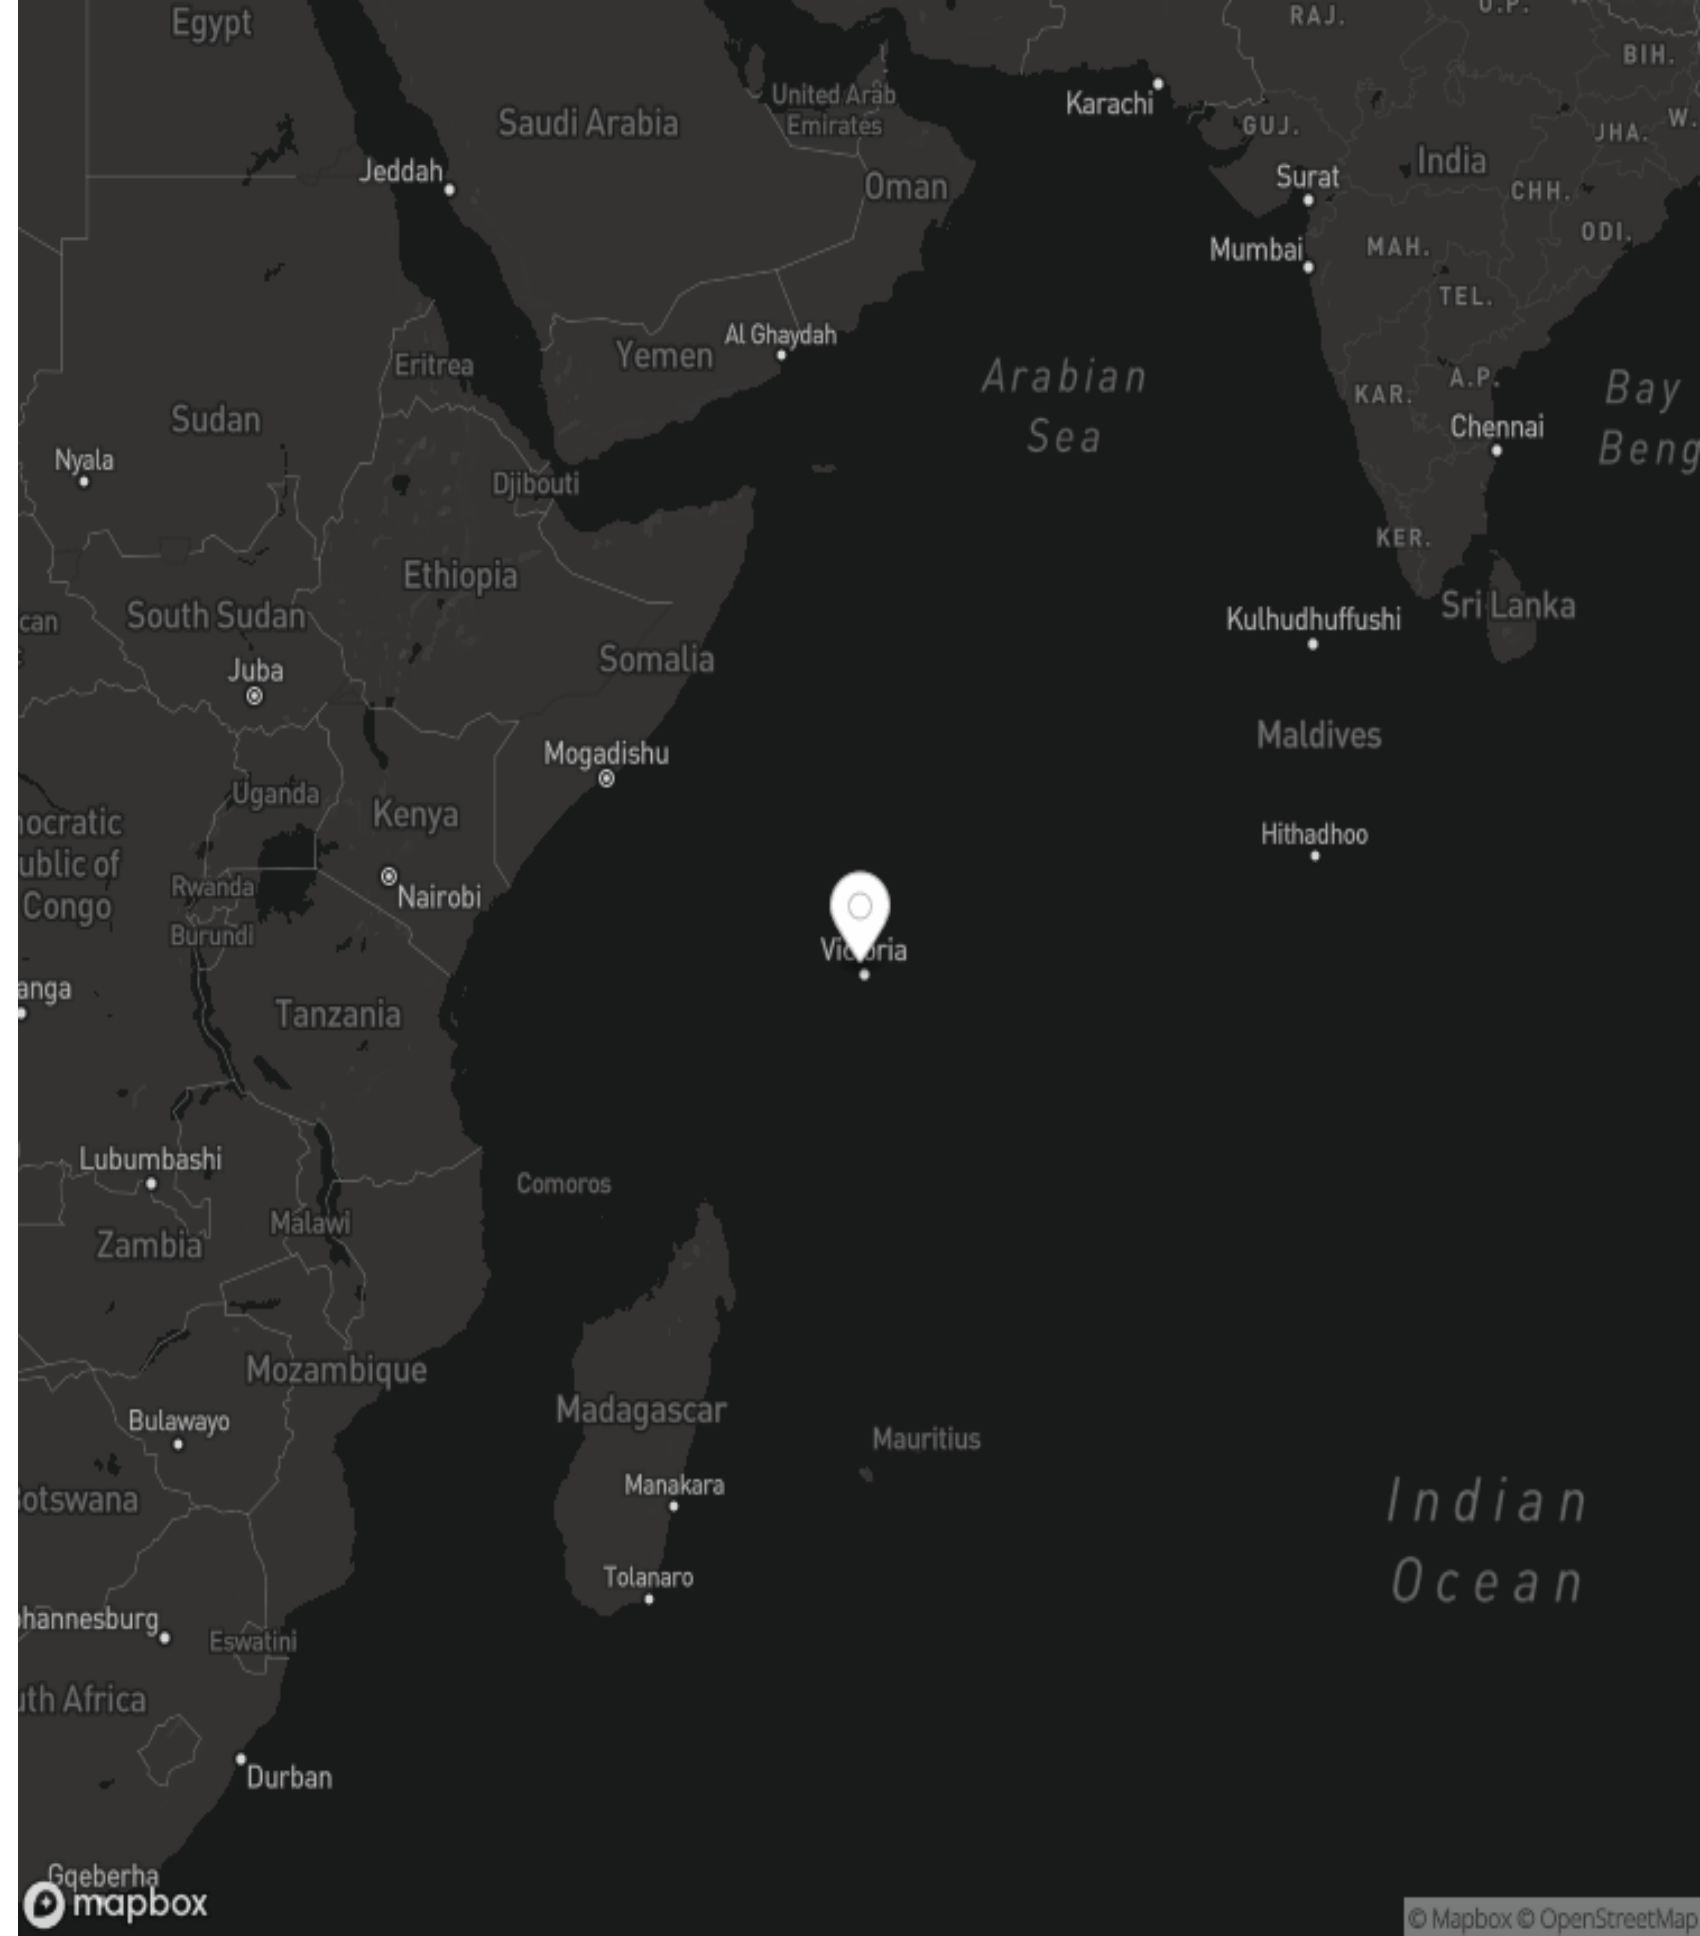 Egypt
RAJ.
U.P.
BIH.
United Arab
Emirates
Karachi
Saudi Arabia
GUJ.
W.
JHA.
India
Jeddah
Surat
Oman
CHH.
ODI.
Mumbai
MAH.
TEL.
Al Ghaydah
Yemen
Eritrea
Arabian
Sea
A.P.
KAR.
Bay
Beng
Sudan
Chennai
Nyala
Djibouti
KER.
Ethiopia
Sri Lanka
South Sudan
can
Kulhudhuffushi
Somalia
Juba
Maldives
Mogadishu
Uganda
Kenya
Hithadhoo
ocratic
ublic of
Congo
Rwanda
Nairobi
Burundi
Victoria
anga
Tanzania
Lubumbashi
Comoros
Malawi
Zambia
Mozambique
Madagascar
Bulawayo
Mauritius
Manakara
otswana
Indian
Ocean
Tolanaro
hannesburg
Eswatini
uth Africa
Durban
Gqeberha
mapbox
© Mapbox © OpenStreetMap